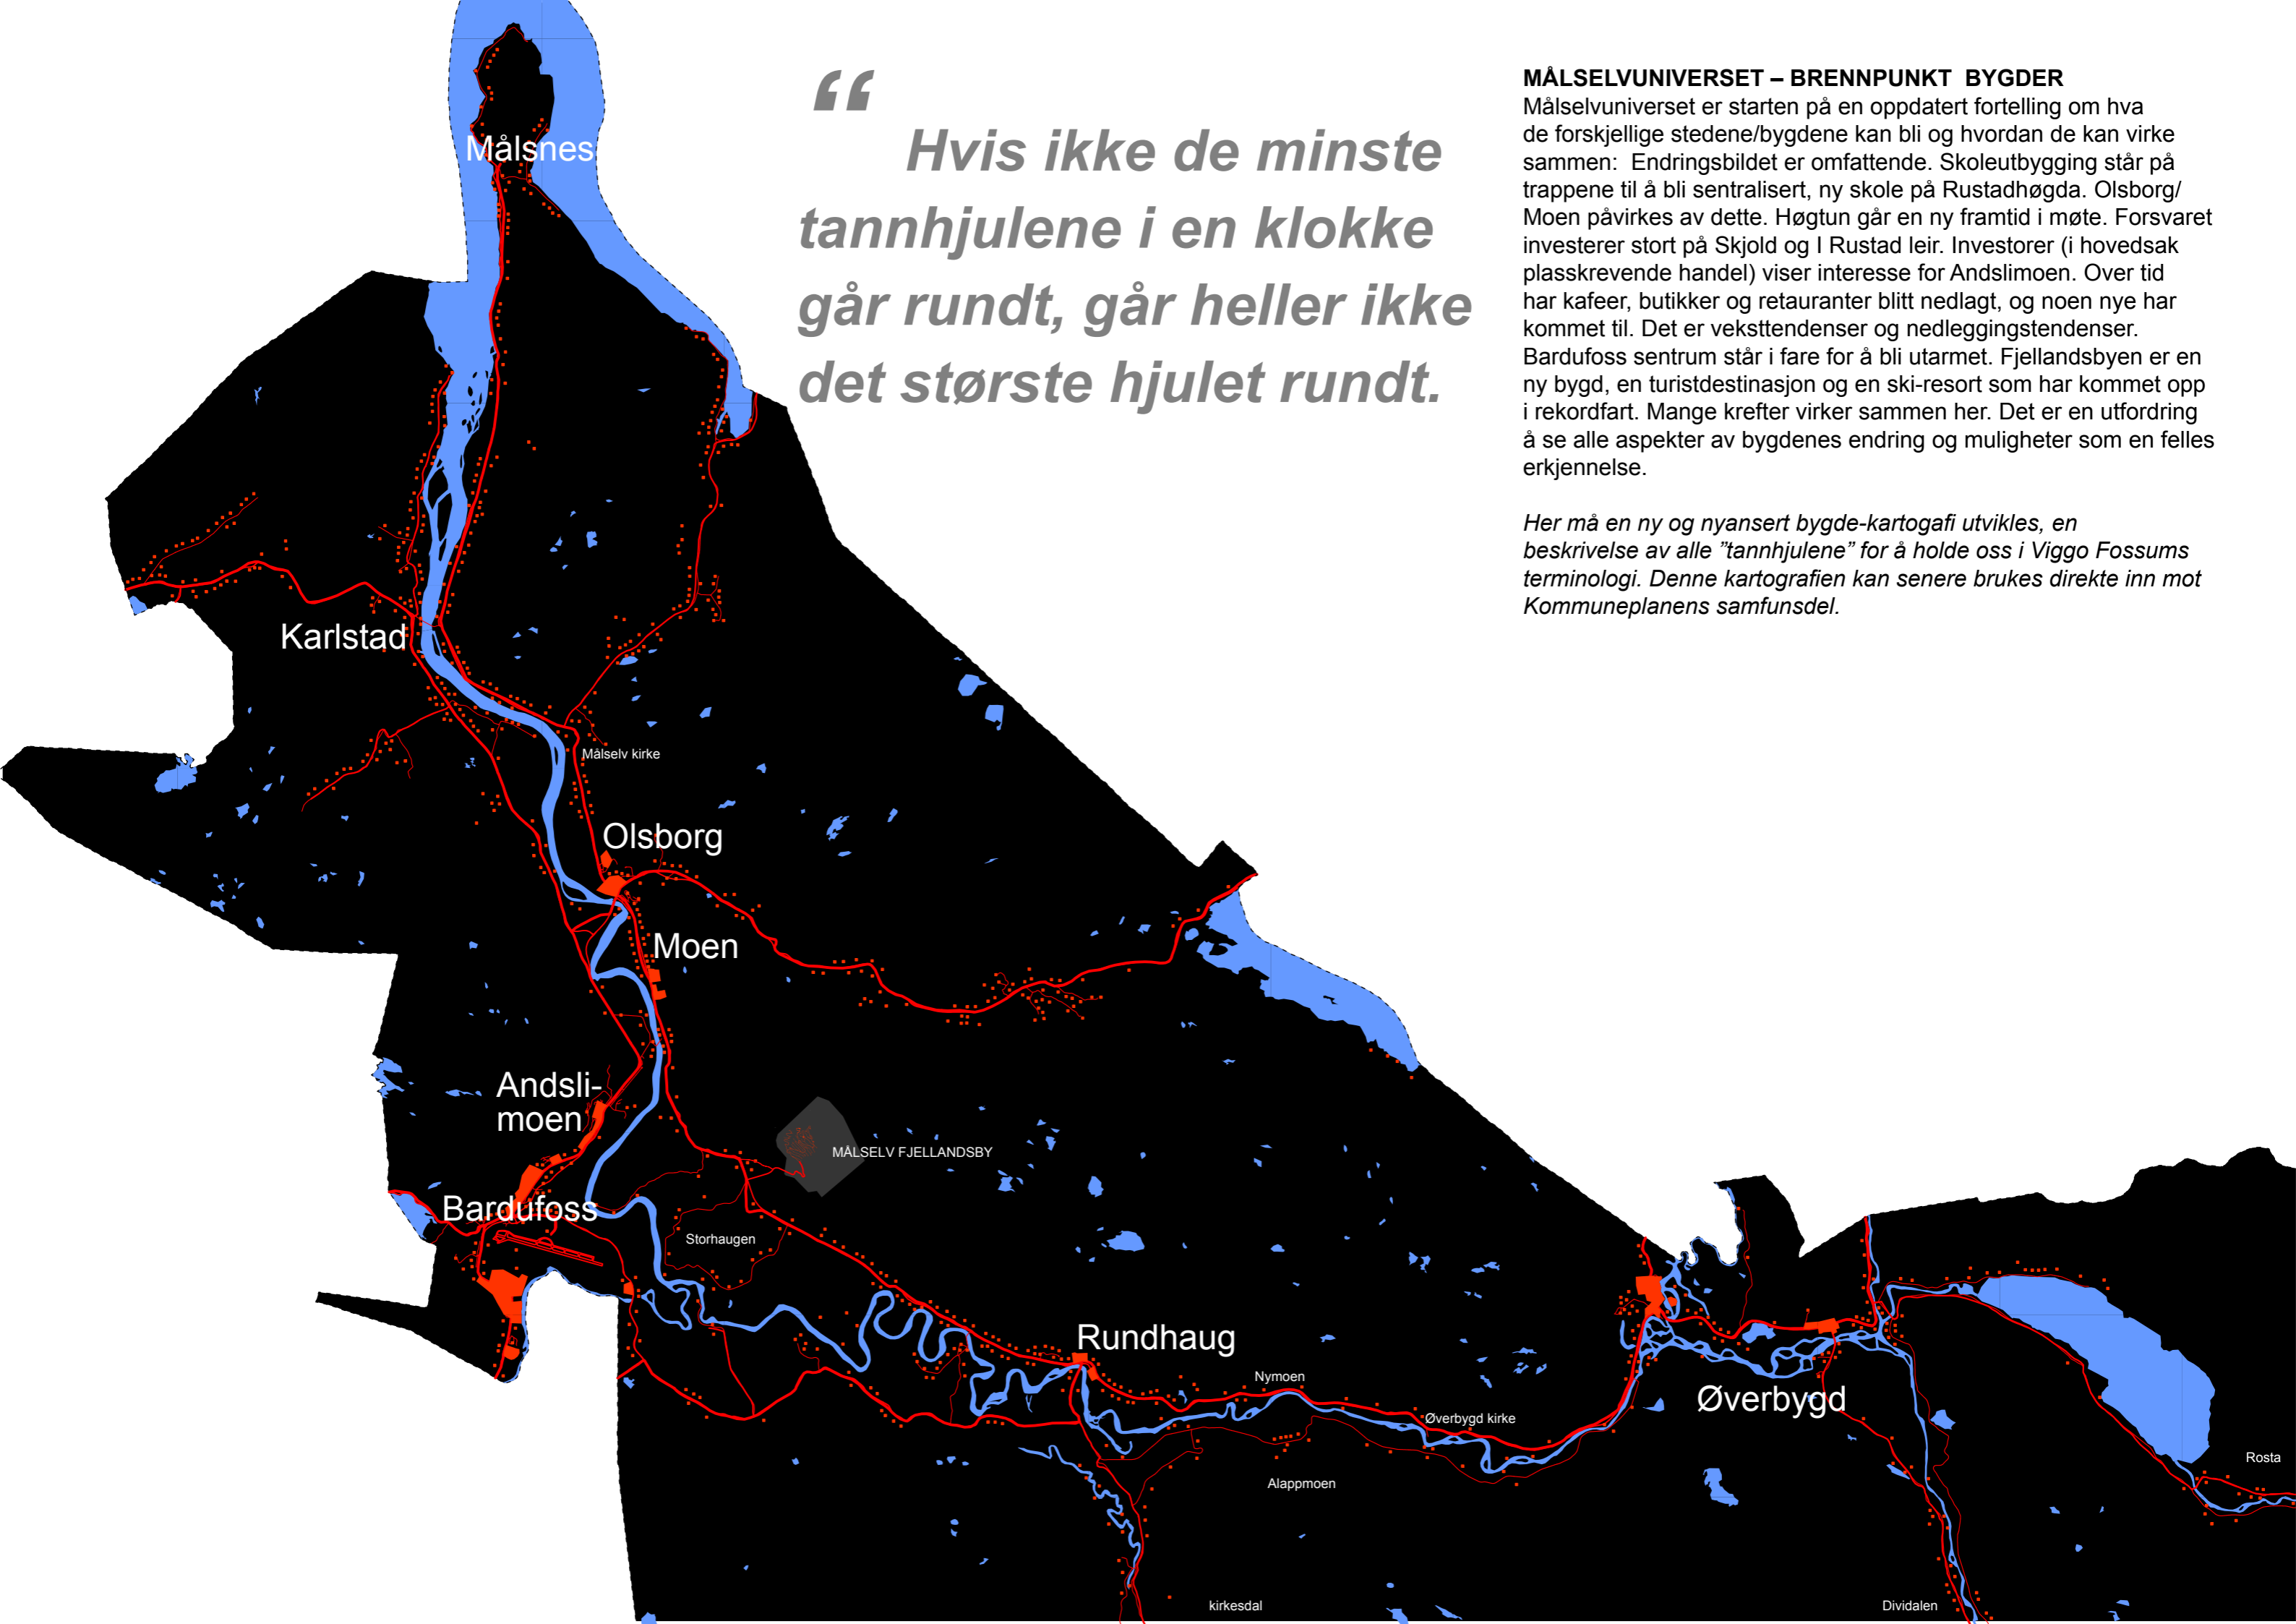 “
Hvis ikke de minste
tannhjulene i en klokke
går rundt, går heller ikke
det største hjulet rundt.
MÅLSELVUNIVERSET – BRENNPUNKT BYGDER
Målselvuniverset er starten på en oppdatert fortelling om hva
de forskjellige stedene/bygdene kan bli og hvordan de kan virke
sammen: Endringsbildet er omfattende. Skoleutbygging står på
trappene til å bli sentralisert, ny skole på Rustadhøgda. Olsborg/
Moen påvirkes av dette. Høgtun går en ny framtid i møte. Forsvaret
investerer stort på Skjold og I Rustad leir. Investorer (i hovedsak
plasskrevende handel) viser interesse for Andslimoen. Over tid
har kafeer, butikker og retauranter blitt nedlagt, og noen nye har
kommet til. Det er veksttendenser og nedleggingstendenser.
Bardufoss sentrum står i fare for å bli utarmet. Fjellandsbyen er en
ny bygd, en turistdestinasjon og en ski-resort som har kommet opp
i rekordfart. Mange krefter virker sammen her. Det er en utfordring
å se alle aspekter av bygdenes endring og muligheter som en felles
erkjennelse.
Her må en ny og nyansert bygde-kartogafi utvikles, en
beskrivelse av alle ”tannhjulene” for å holde oss i Viggo Fossums
terminologi. Denne kartografien kan senere brukes direkte inn mot
Kommuneplanens samfunsdel.
Målsnes
Karlstad
Målselv kirke
Olsborg
Moen
Andsli-
moen
MÅLSELV FJELLANDSBY
Bardufoss
Storhaugen
Rundhaug
Nymoen
Øverbygd
Øverbygd kirke
Rosta
Alappmoen
kirkesdal
Dividalen